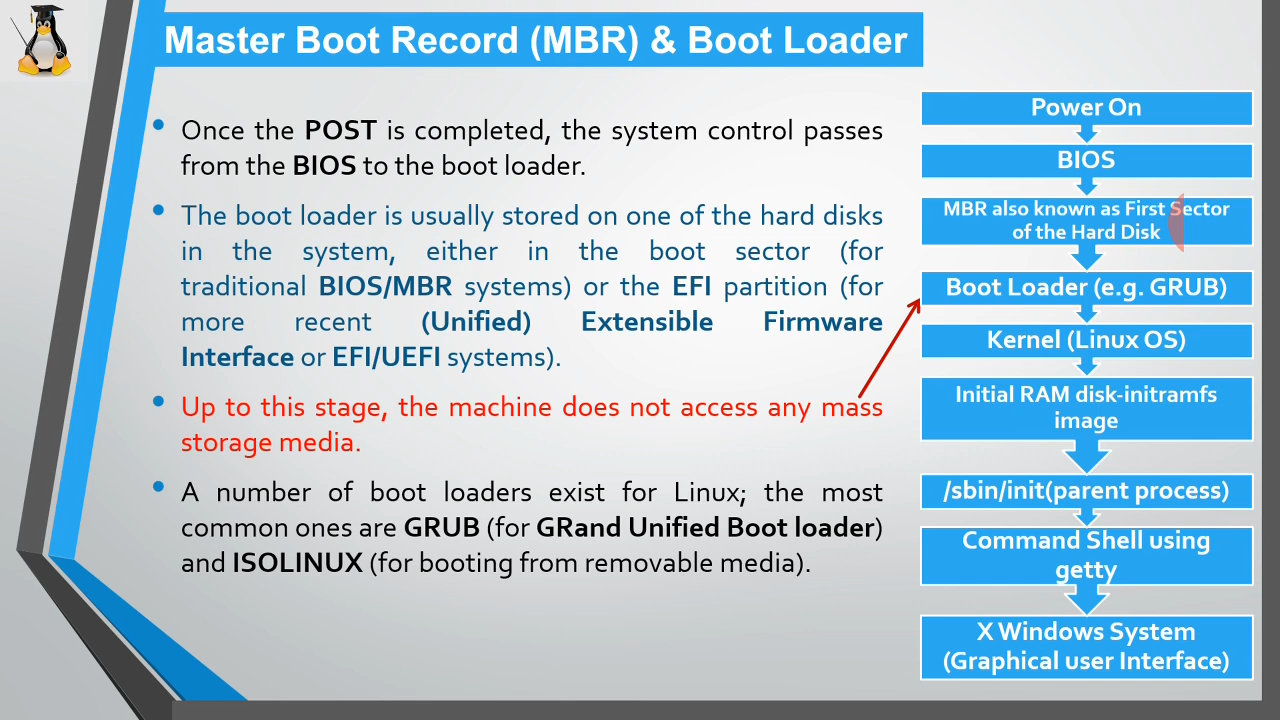 Master Boot Record (MBR) & Boot Loader
Once the POST is completed, the system control passes
from the BIOS to the boot loader.
The boot loader is usually stored on one of the hard disks
in the system, either in the boot sector (for
traditional BIOS/MBR systems) or the EFI partition (for
more recent (Unified) Extensible Firmware
Interface or EFI/UEFI systems).
Up to this stage, the machine does not access any mass
storage media.
A number of boot loaders exist for Linux; the most
common ones are GRUB (for GRand Unified Boot loader)
and ISOLINUX (for booting from removable media).
Power On
BIOS
MBR also known as First Sector
of the Hard Disk
Boot Loader (e.g. GRUB)
Kernel (Linux OS)
Initial RAM disk-initramfs
image
/sbin/init(parent process)
Command Shell using
getty
X Windows System
(Graphical user Interface)